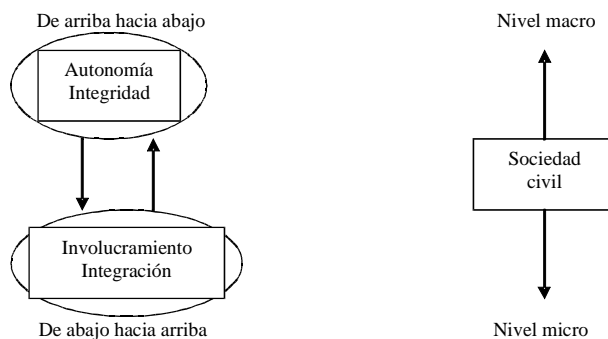 De arriba hacia abajo
Autonomía
Integridad
Involucramiento
Integración
De abajo hacia arriba
Nivel macro
Sociedad
civil
Nivel micro